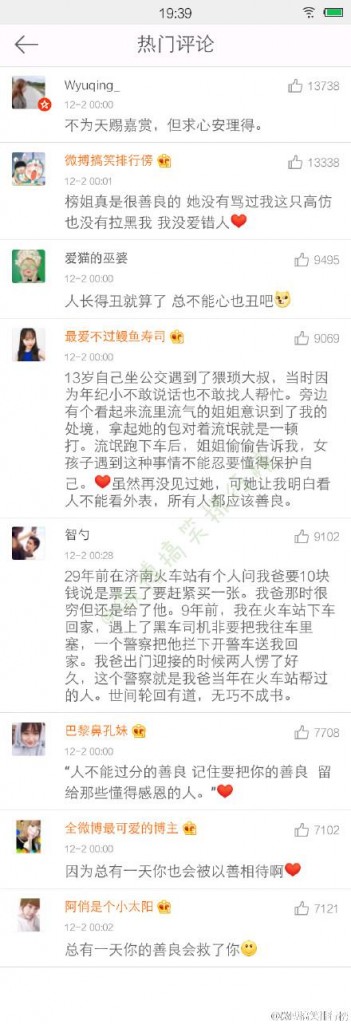 19:39
热门评论
Wyuqing_
13738
12-2 00:00
不为天赐嘉赏，但求心安理得。
微搏搞笑排行傍
13338
12-2 00:01
榜姐真是很善良的 她没有骂过我这只高仿
也没有拉黑我 我没爱错人
爱猫的巫婆
9495
12-2 00:00
人长得丑就算了 总不能心也丑吧
最爱不过鳗鱼寿司
9069
12-2 00:00
13岁自己坐公交遇到了猥琐大叔，当时因
为年纪小不敢说话也不敢找人帮忙。旁边
有个看起来流里流气的姐姐意识到了我的
处境，拿起她的包对着流氓就是一顿
打。流氓跑下车后，姐姐偷偷告诉我，女
孩子遇到这种事情不能忍要懂得保护自
己。虽然再没见过她，可她让我明白看
人不能看外表，所有人都应该善良。
智勺
9102
12-2 00:28
29年前在济南火车站有个人问我爸要10块
钱说是票丢了要赶紧买一张。我爸那时很
穷但还是给了他。9年前，我在火车站下车
回家，遇上了黑车司机非要把我往车里
塞，一个警察把他拦下开警车送我回
家。我爸出门迎接的时候两人愣了好
久，这个警察就是我爸当年在火车站帮过
的人。世间轮回有道，无巧不成书。
巴黎鼻孔妹
7708
12-2 00:00
“人不能过分的善良 记住要把你的善良 留
给那些懂得感恩的人。”
全微博最可爱的博主
7102
12-2 00:00
因为总有一天你也会被以善相待啊
阿俏是个小太阳
7121
12-2 00:02
总有一天你的善良会救了你